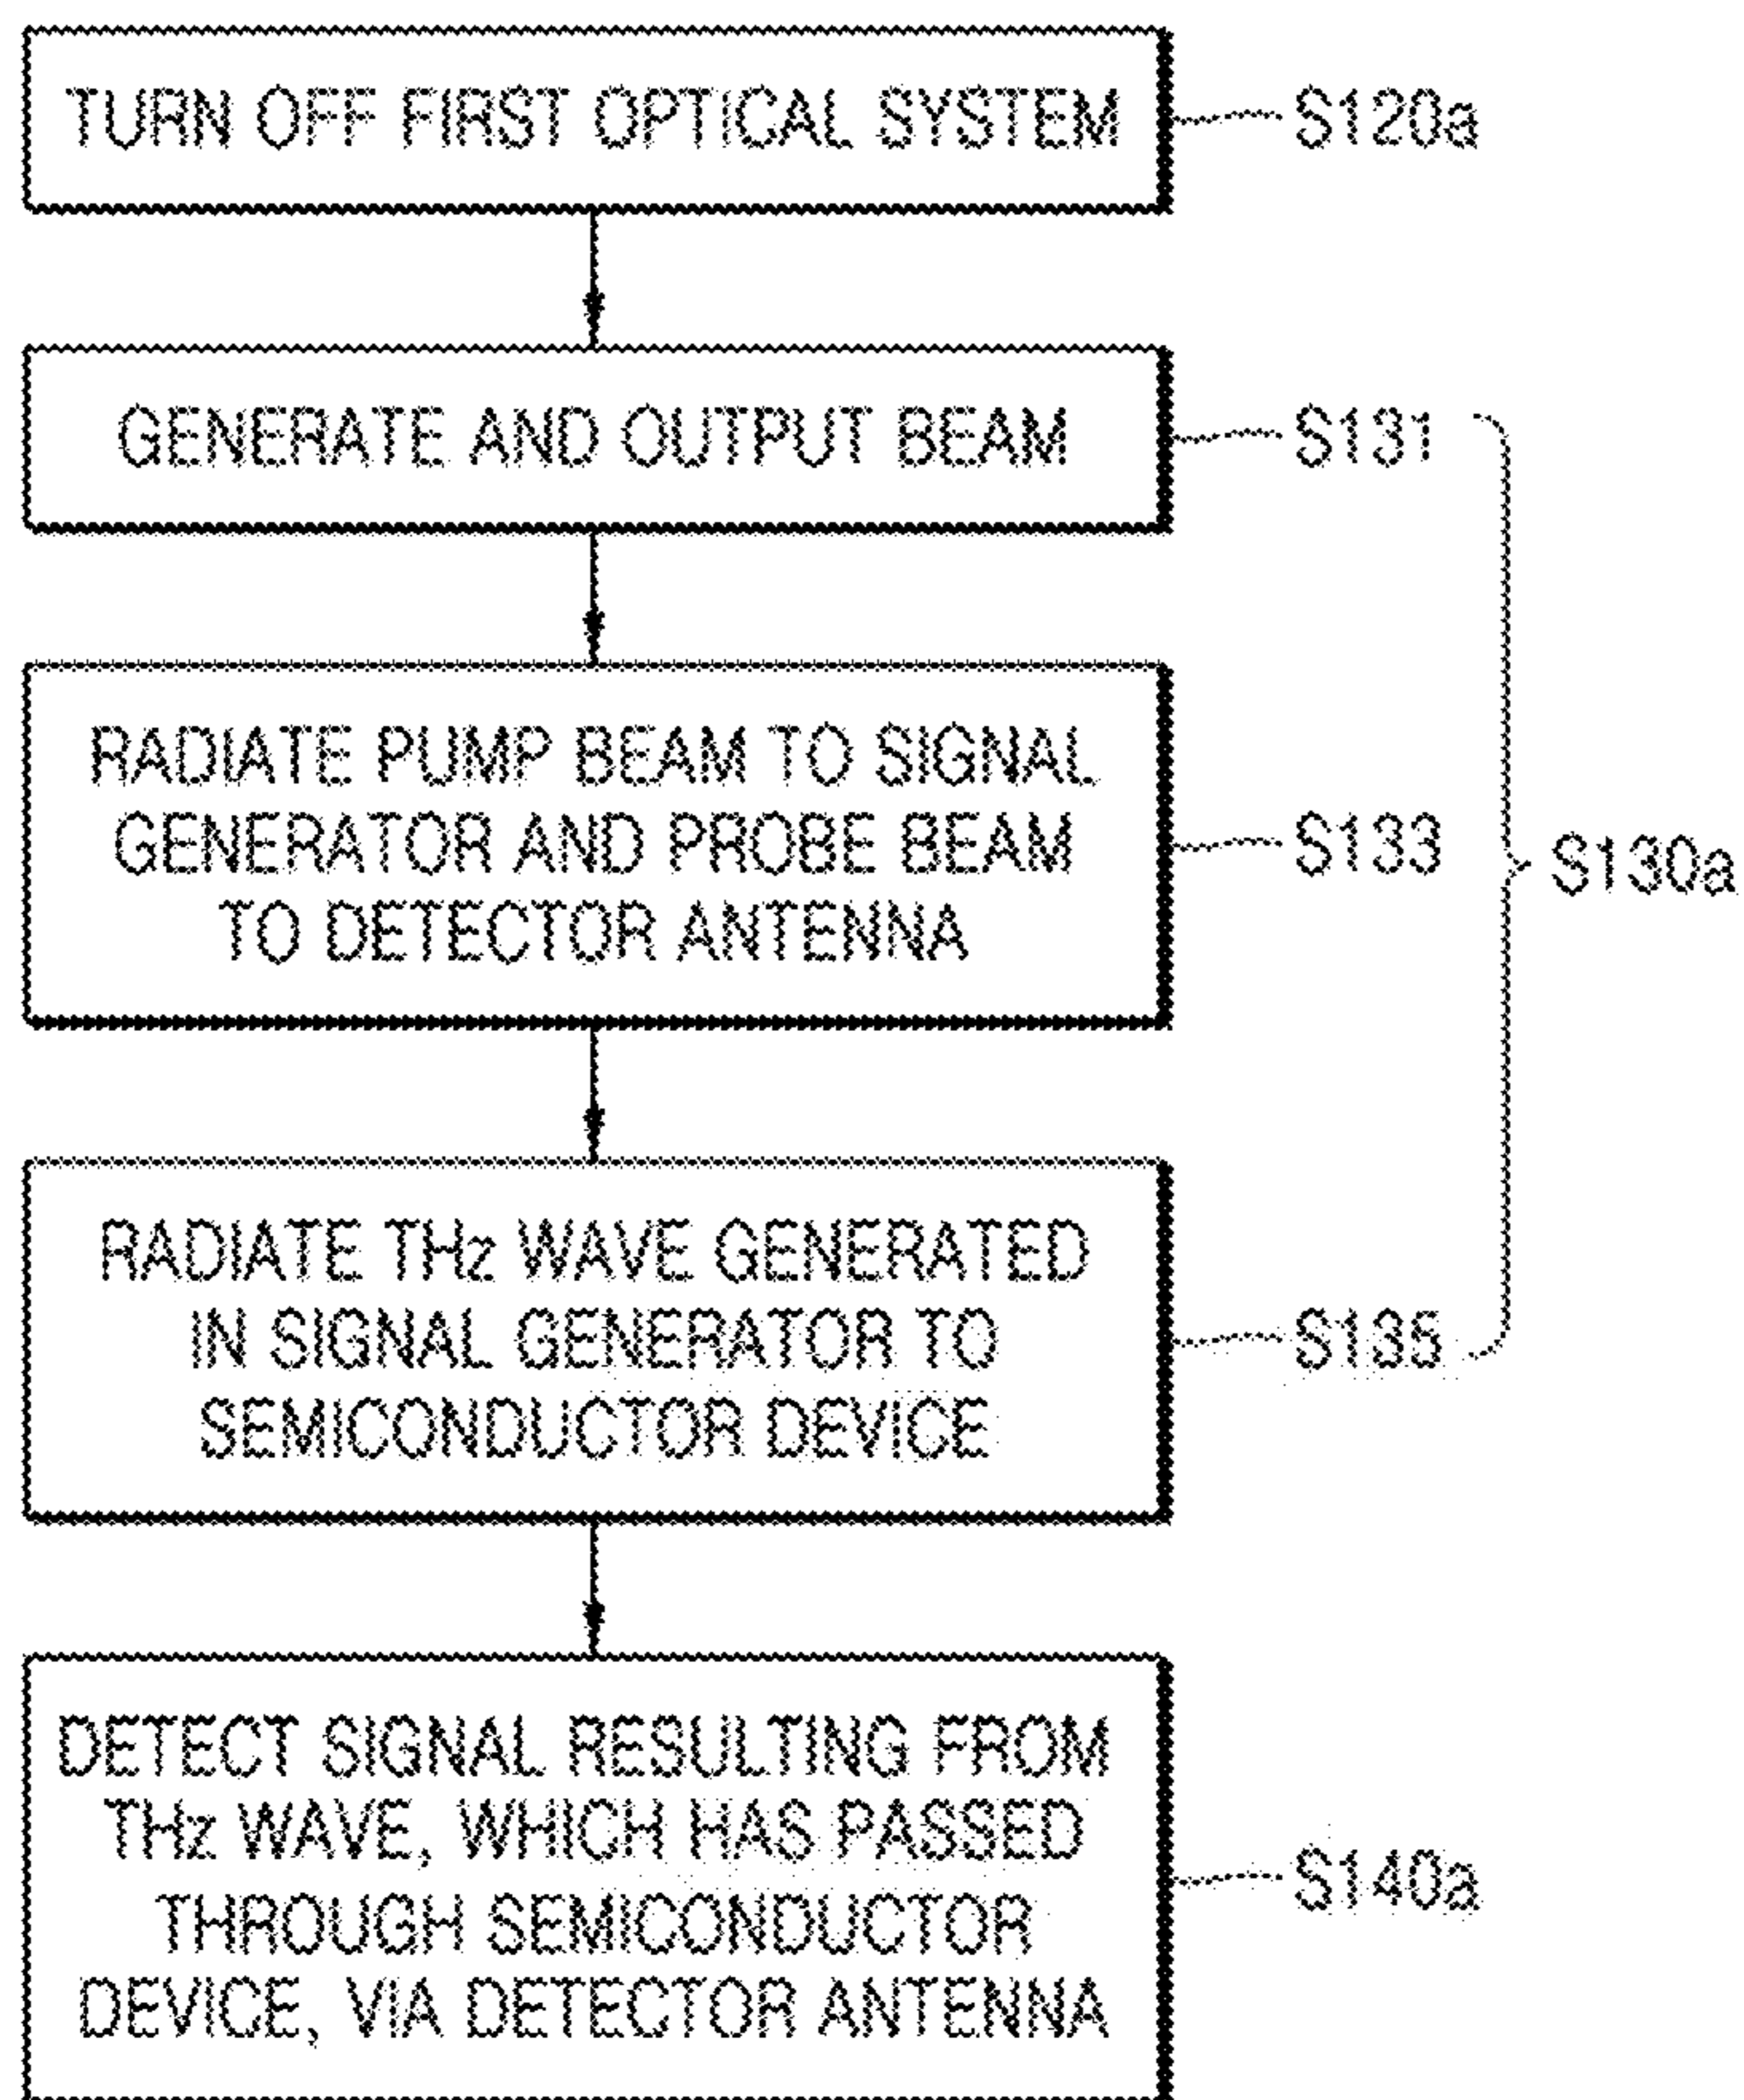 TURN OFF FIRST OPTICAL SYSTEM
S120a
GENERATE AND OUTPUT BEAM
S131
RADIATE PUMP BEAM TO SIGNAL
GENERATOR AND PROBE BEAM
TO DETECTOR ANTENNA
S133
S130a
RADIATE THz WAVE GENERATED
IN SIGNAL GENERATOR TO
SEMICONDUCTOR DEVICE
S135
DETECT SIGNAL RESULTING FROM
THz WAVE, WHICH HAS PASSED
THROUGH SEMICONDUCTOR
DEVICE, VIA DETECTOR ANTENNA
S140a